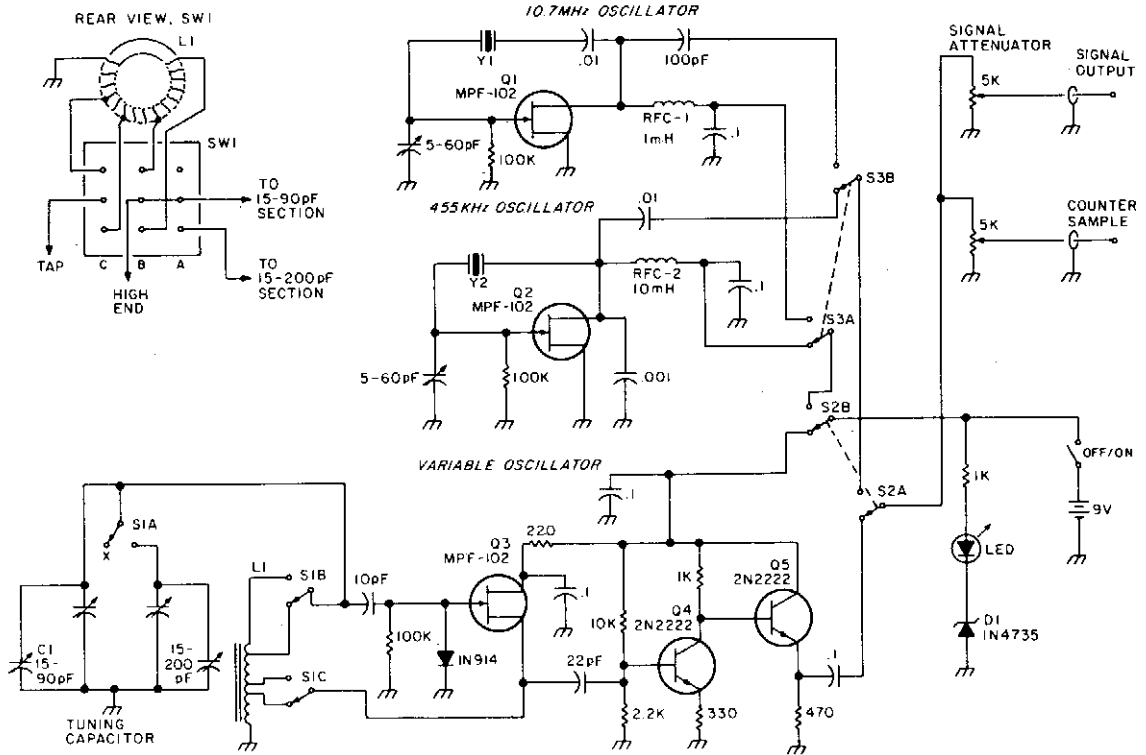 REAR VIEW, SW1
L1
SW1
TO
15-90pF
SECTION
TAP
C B A
HIGH
END
TO
15-200pF
SECTION
10.7MHz OSCILLATOR
Y1
.01
100pF
Q1
MPF-102
RFC-1
1mH
.1
5-60pF
100K
455KHz OSCILLATOR
.01
Y2
RFC-2
10mH
.1
Q2
MPF-102
5-60pF
100K
.001
S3B
S3A
S2B
S2A
SIGNAL
ATTENUATOR
5K
SIGNAL
OUTPUT
5K
COUNTER
SAMPLE
1K
OFF/ON
9V
LED
D1
1N4735
VARIABLE OSCILLATOR
.1
S1A
X
C1
15-
90pF
15-
200
pF
TUNING
CAPACITOR
L1
S1B
S1C
10pF
100K
1N914
Q3
MPF-102
220
.1
22pF
10K
2.2K
1K
Q4
2N2222
330
Q5
2N2222
470
.1